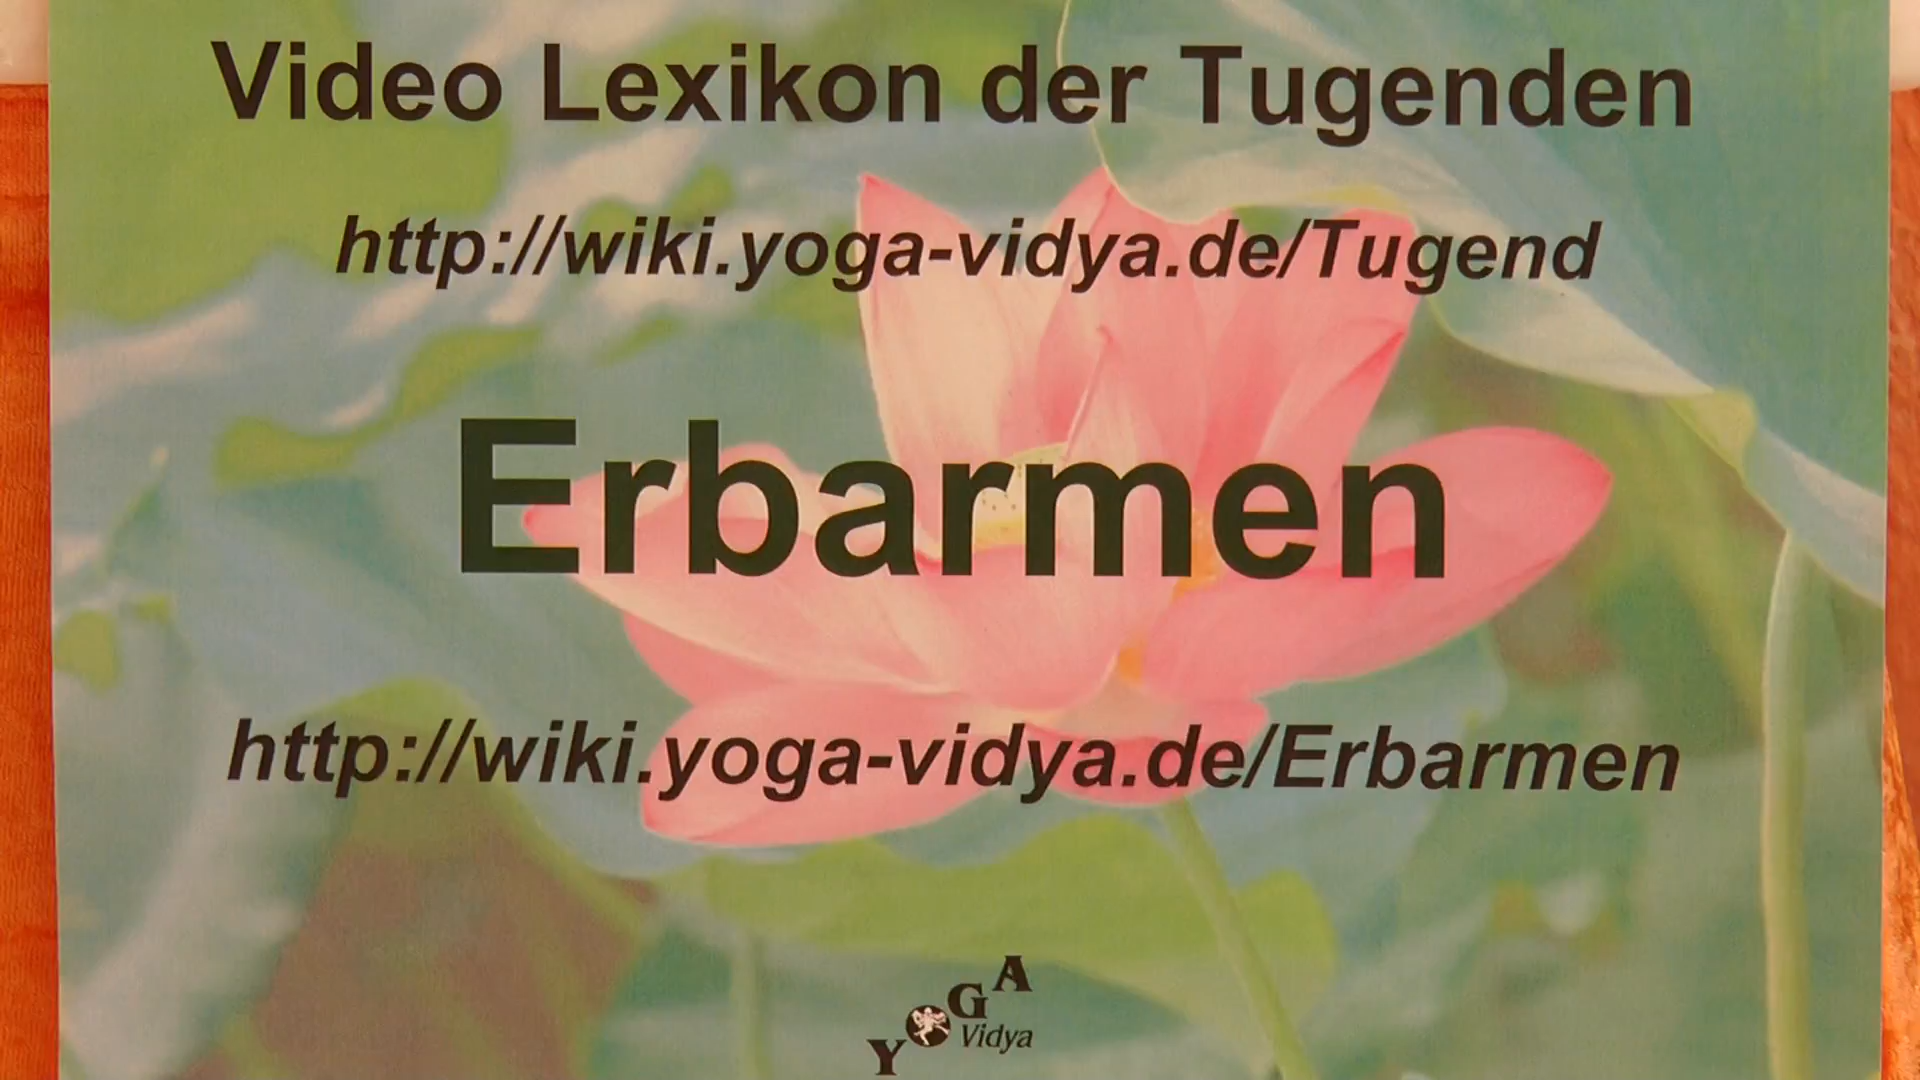 Video Lexikon der Tugenden
http://wiki.yoga-vidya.de/Tugend
Erbarmen
http://wiki.yoga-vidya.de/Erbarmen
YOGA
Vidya